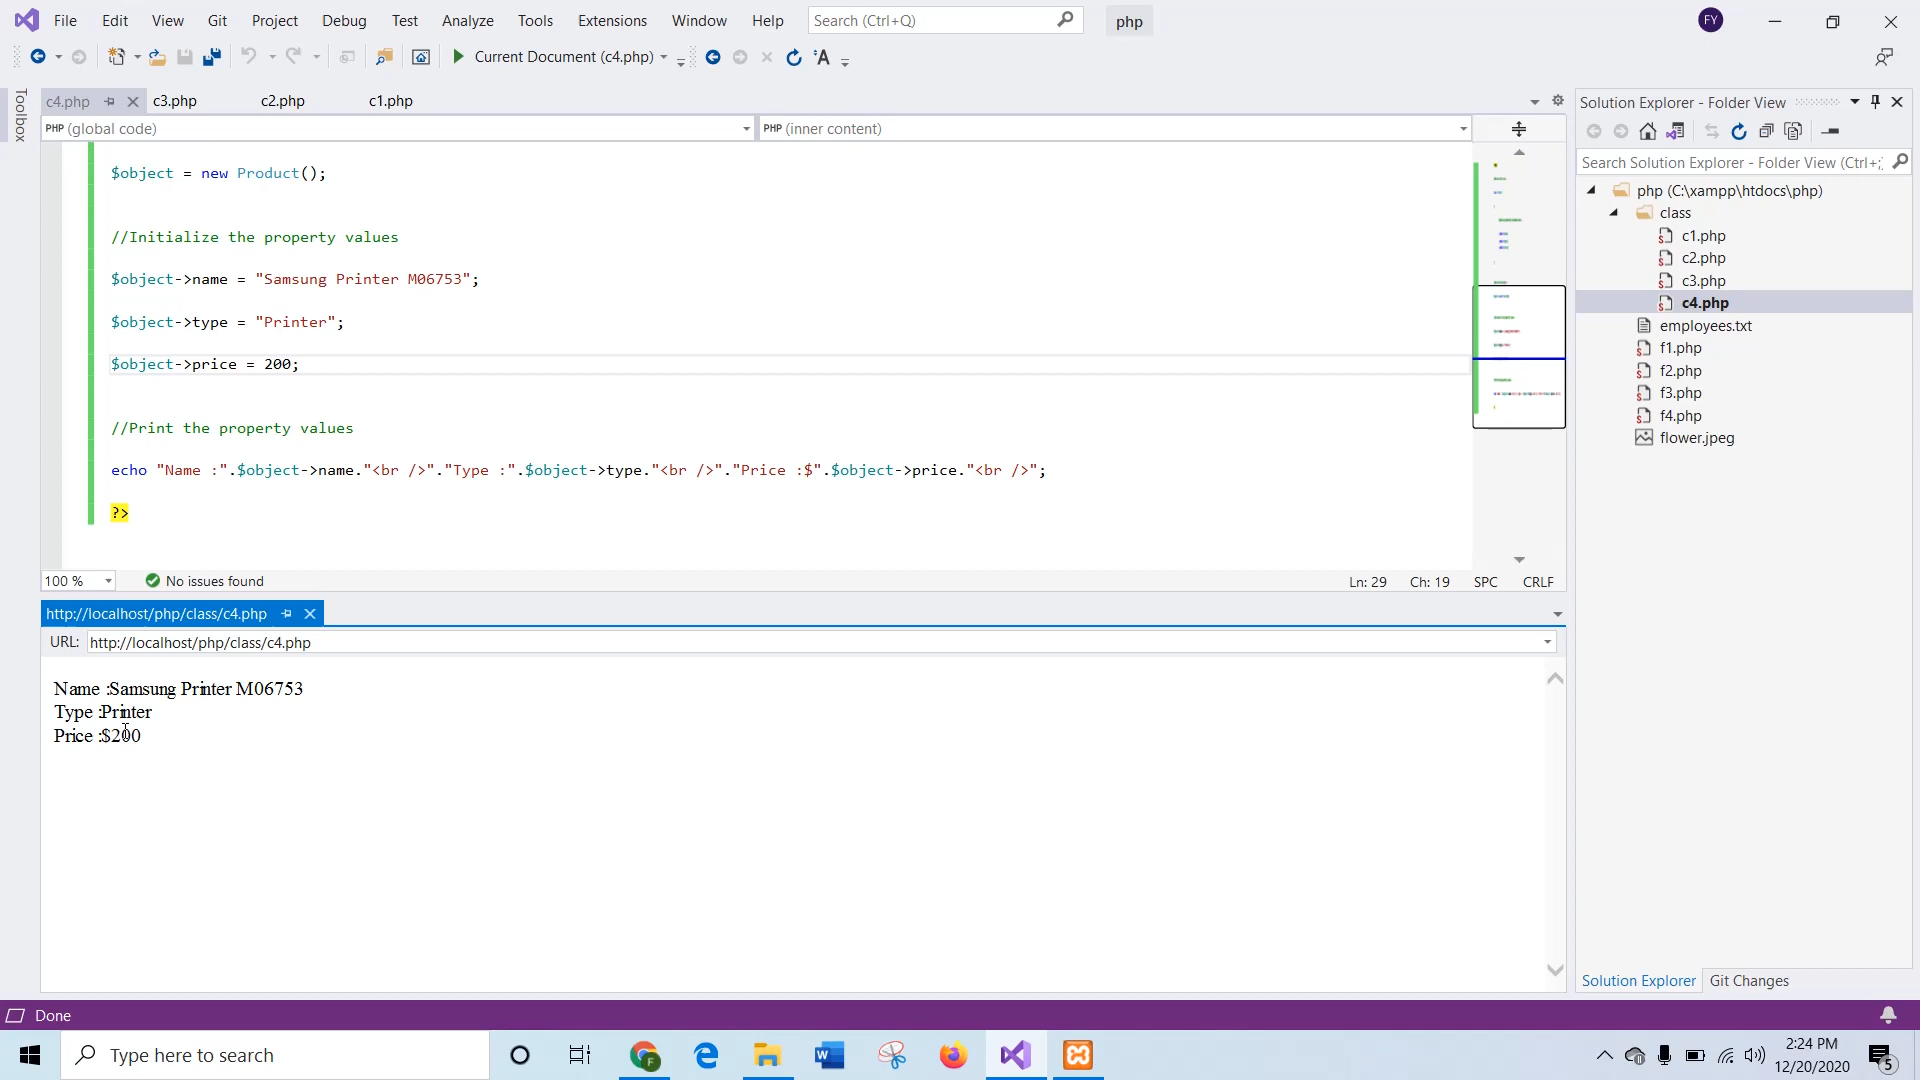 File Edit View Git Project Debug Test Analyze Tools Extensions Window Help Search (Ctrl+Q) php FY
Current Document (c4.php)
Toolbox
c4.php c3.php c2.php c1.php
PHP (global code) PHP (inner content)
$object = new Product();
//Initialize the property values
$object->name = "Samsung Printer M06753";
$object->type = "Printer";
$object->price = 200;
//Print the property values
echo "Name :".$object->name."<br />"."Type :".$object->type."<br />"."Price :$".$object->price."<br />";
?>
100 % No issues found Ln: 29 Ch: 19 SPC CRLF
http://localhost/php/class/c4.php
URL: http://localhost/php/class/c4.php
Name :Samsung Printer M06753
Type :Printer
Price :$200
Solution Explorer - Folder View
Search Solution Explorer - Folder View (Ctrl+;
php (C:\xampp\htdocs\php)
class
c1.php
c2.php
c3.php
c4.php
employees.txt
f1.php
f2.php
f3.php
f4.php
flower.jpeg
Solution Explorer Git Changes
Done
Type here to search
2:24 PM
12/20/2020
5